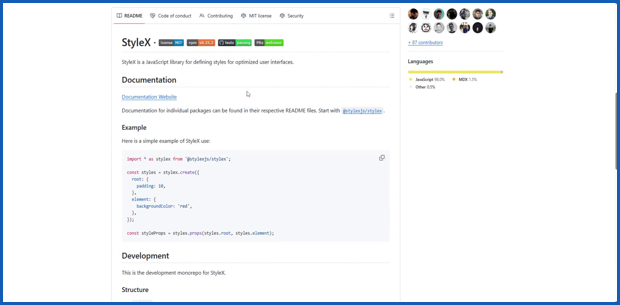 README Code of conduct Contributing MIT license Security
StyleX • license MIT
StyleX is a JavaScript library for defining styles for optimized user interfaces.
Documentation
Documentation Website
Documentation for individual packages can be found in their respective README files. Start with @stylexjs/stylex.
Example
Here is a simple example of StyleX use:
import * as stylex from '@stylexjs/stylex';
const styles = stylex.create({
root: {
padding: 10,
},
element: {
backgroundColor: 'red',
},
});
const styleProps = stylex.props(styles.root, styles.element);
Development
This is the development monorepo for StyleX.
Structure
+ 87 contributors
Languages
JavaScript 98.0% MDX 1.5%
Other 0.5%